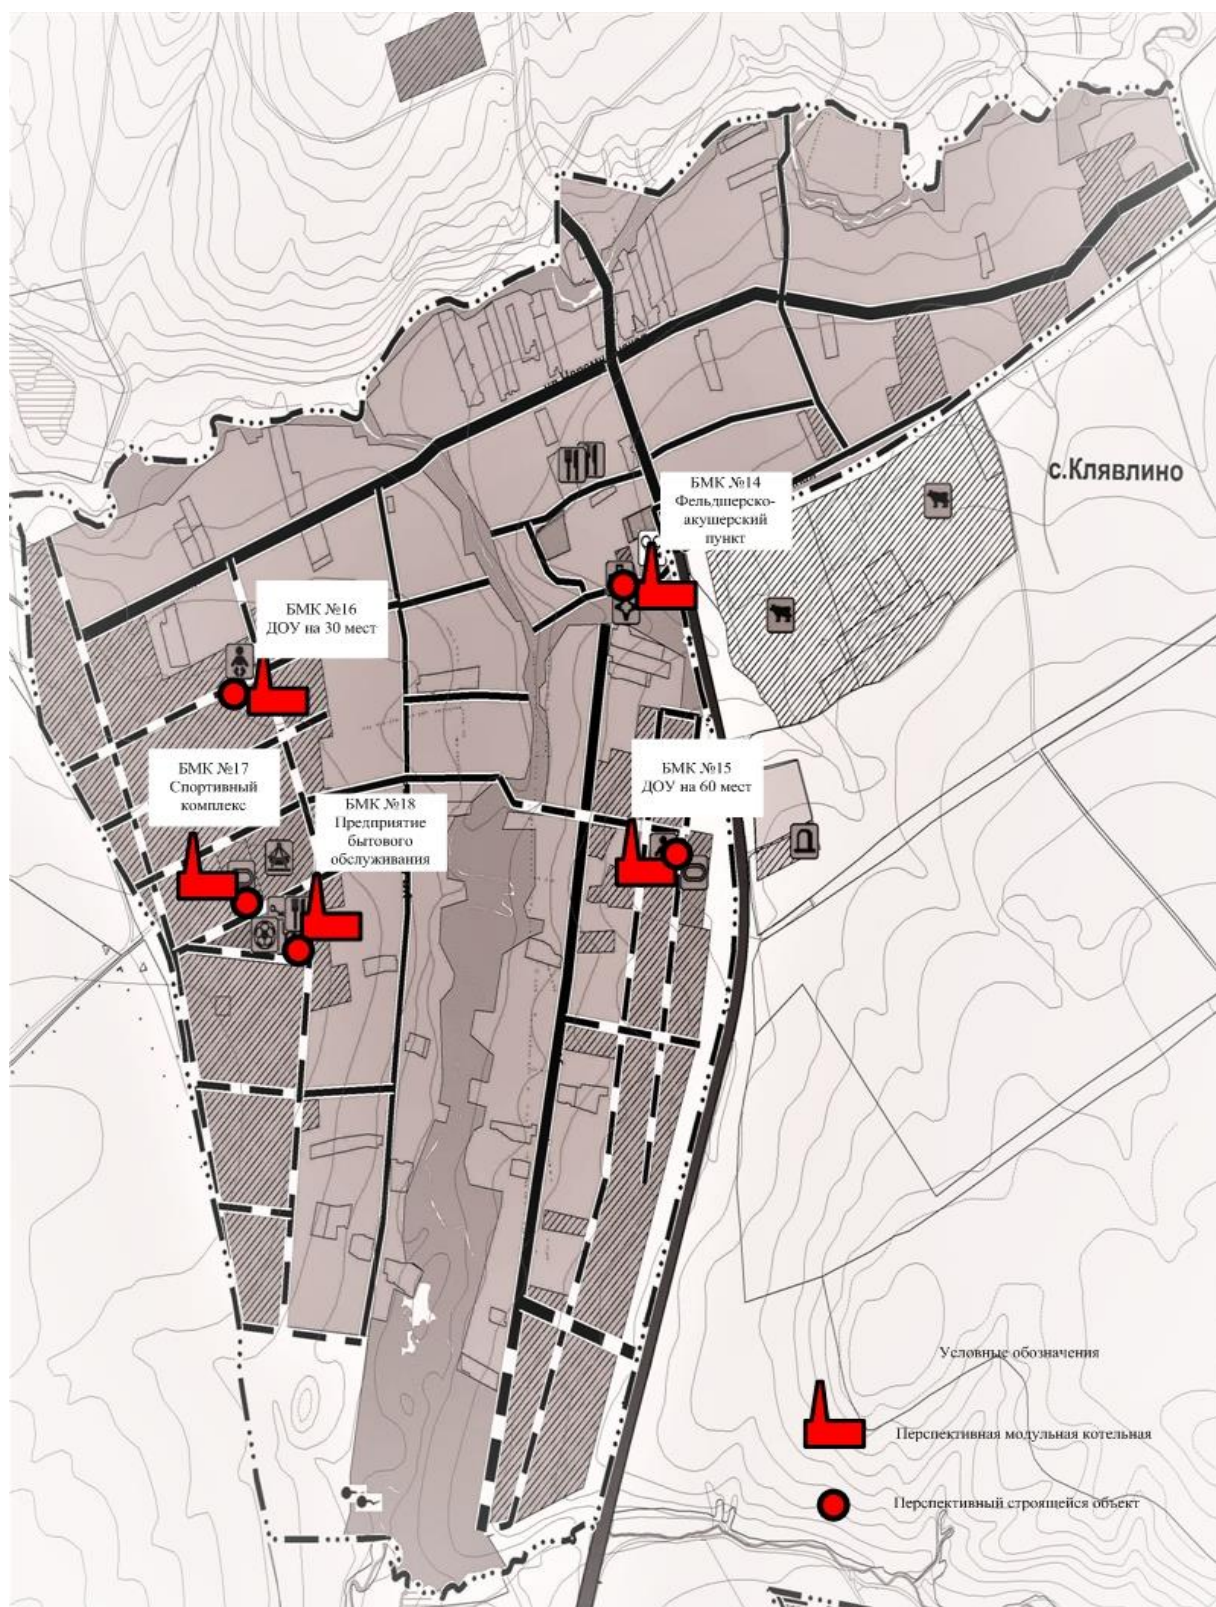 с.Клявлино
БМК №14
Фельдшерско-
акушерский
пункт
БМК №16
ДОУ на 30 мест
БМК №15
ДОУ на 60 мест
БМК №17
Спортивный
комплекс
БМК №18
Предприятие
бытового
обслуживания
Условные обозначения
Перспективная модульная котельная
Перспективный строящейся объект